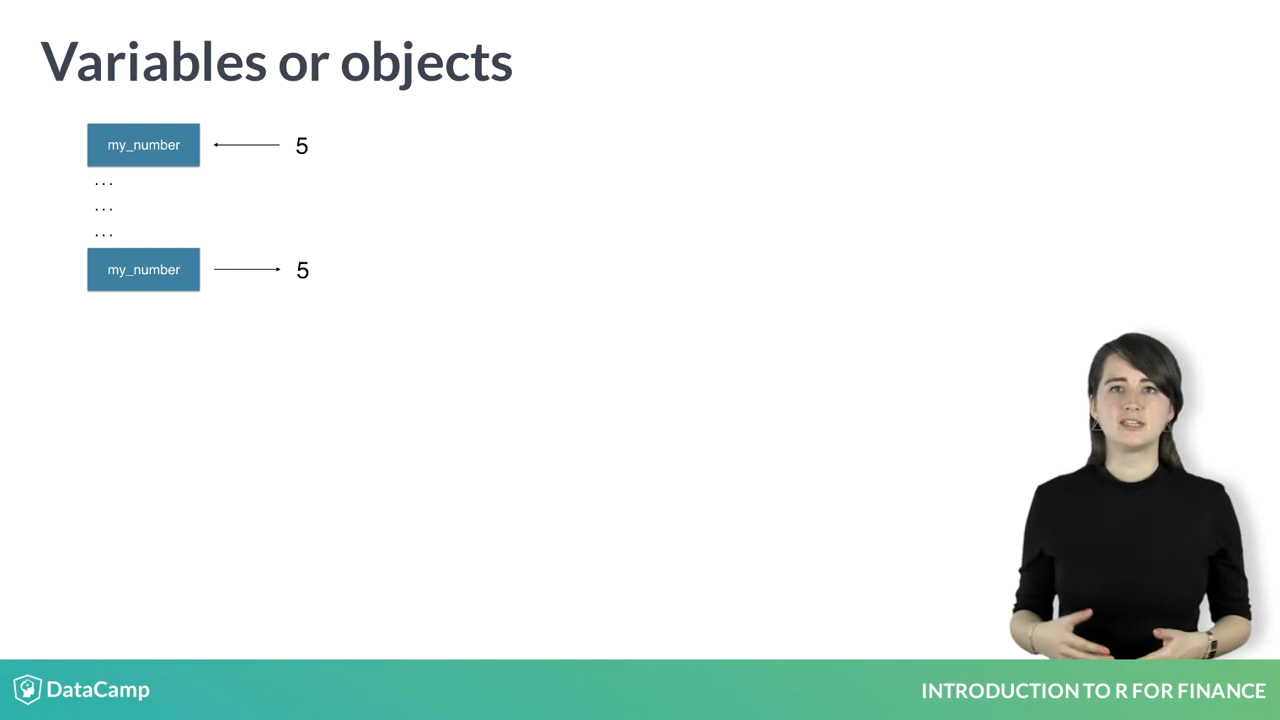 Variables or objects
my_number 5
...
...
...
my_number 5
DataCamp
INTRODUCTION TO R FOR FINANCE